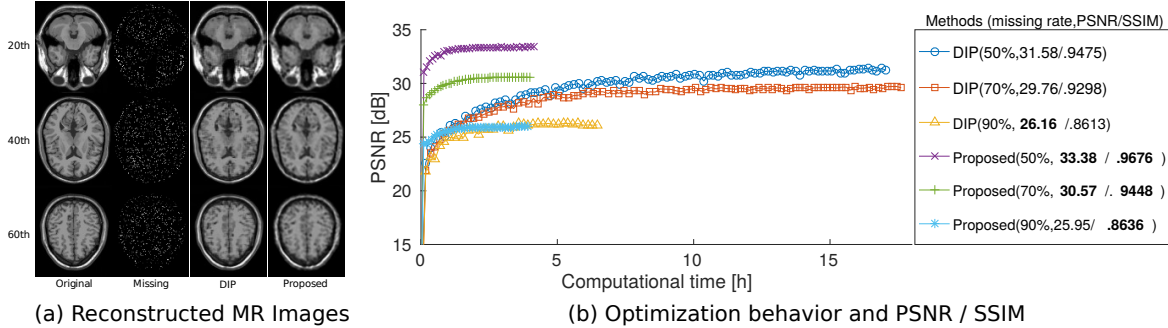 20th
40th
60th
Original Missing DIP Proposed
(a) Reconstructed MR Images
35
30
25
20
15
PSNR [dB]
0 5 10 15
Computational time [h]
Methods (missing rate,PSNR/SSIM)
DIP(50%,31.58/.9475)
DIP(70%,29.76/.9298)
DIP(90%, 26.16 /.8613)
Proposed(50%, 33.38 / .9676 )
Proposed(70%, 30.57 /. 9448 )
Proposed(90%,25.95/ .8636 )
(b) Optimization behavior and PSNR / SSIM